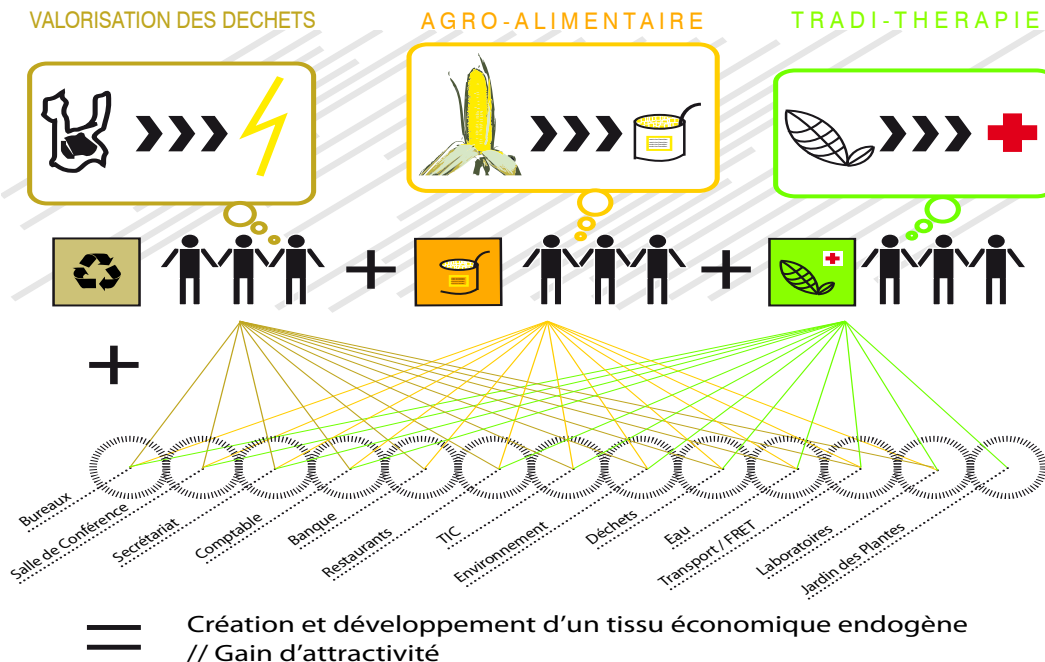 VALORISATION DES DECHETS
AGRO-ALIMENTAIRE
TRADI-THERAPIE
Bureaux
Salle de Conférence
Secrétariat
Comptable
Banque
Restaurants
TIC
Environnement
Déchets
Eau
Transport / FRET
Laboratoires
Jardin des Plantes
Création et développement d'un tissu économique endogène
// Gain d'attractivité